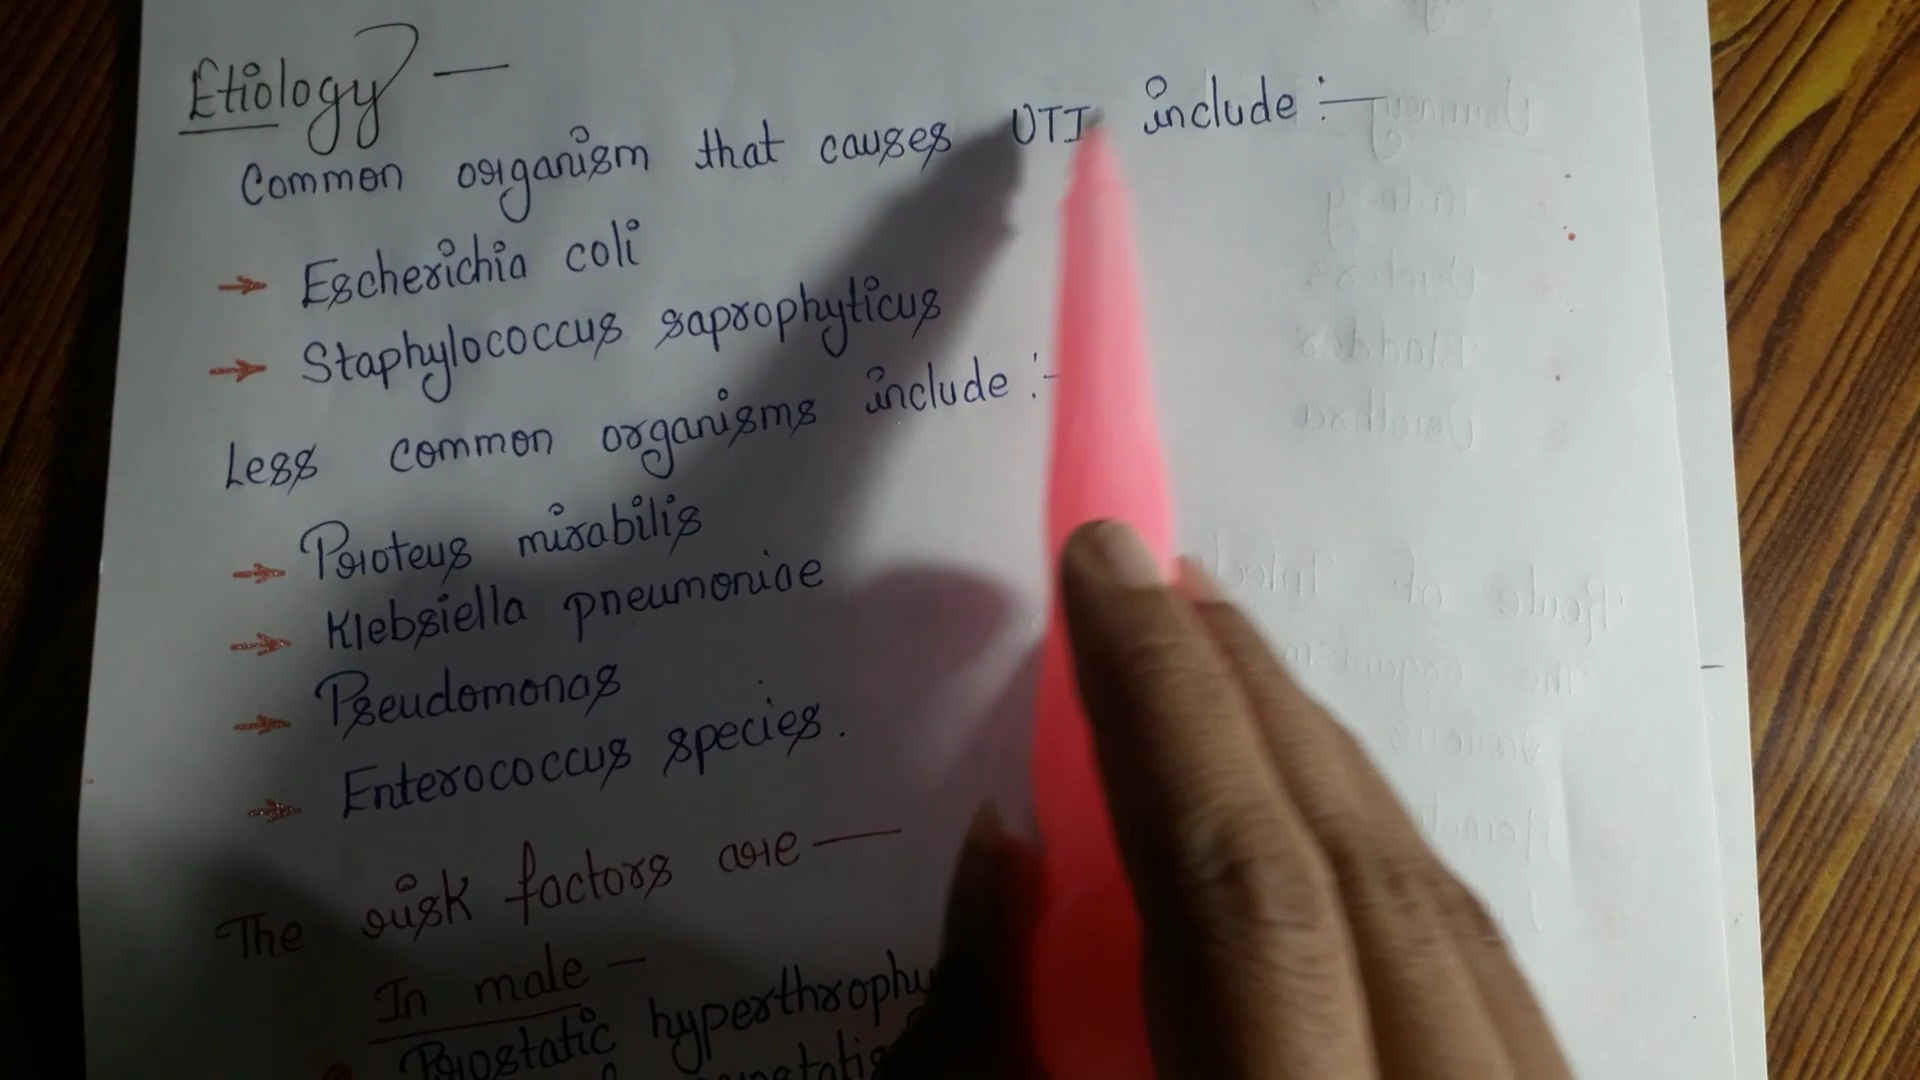 Etiology —
Common organism that causes UTI include :—
→ Escherichia coli
→ Staphylococcus saprophyticus
Less common organisms include :-
→ Proteus mirabilis
→ Klebsiella pneumoniae
→ Pseudomonas
→ Enterococcus species.
The risk factors are —
In male —
Prostatic